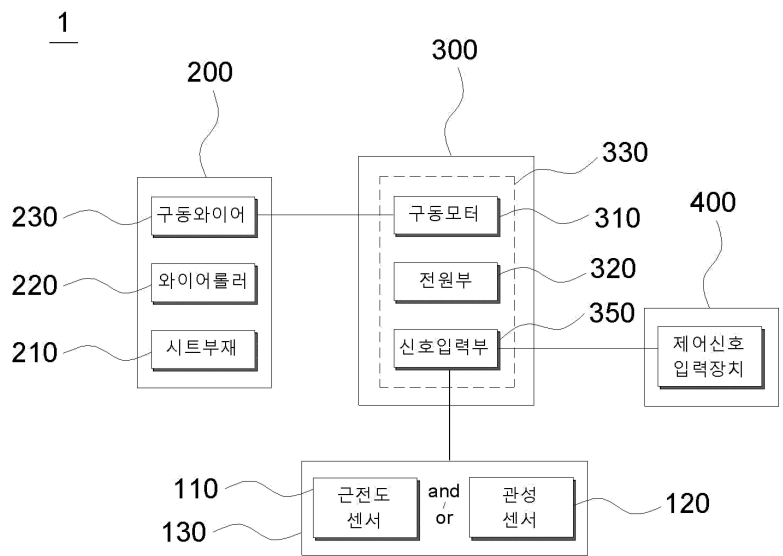 1
200
300
330
400
230
구동와이어
구동모터
310
220
와이어롤러
전원부
320
210
시트부재
신호입력부
350
제어신호
입력장치
110
근전도
센서
and
/
or
관성
센서
120
130